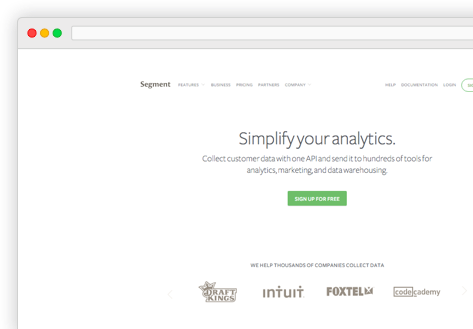 Segment FEATURES BUSINESS PRICING PARTNERS COMPANY HELP DOCUMENTATION LOGIN
Simplify your analytics.
Collect customer data with one API and send it to hundreds of tools for
analytics, marketing, and data warehousing.
SIGN UP FOR FREE
WE HELP THOUSANDS OF COMPANIES COLLECT DATA
DRAFT KINGS intuit FOXTEL codecademy